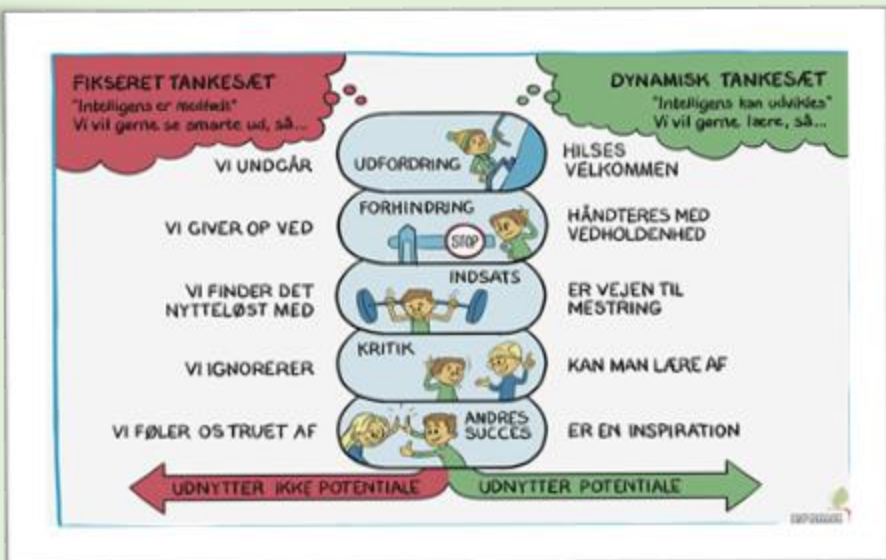 FIKSERET TANKESÆT
"Intelligens er medfødt"
Vi vil gerne se smarte ud, så...
DYNAMISK TANKESÆT
"Intelligens kan udvikles"
Vi vil gerne lære, så...
VI UNDGÅR
UDFORDRING
HILSES
VELKOMMEN
VI GIVER OP VED
FORHINDRING
STOP
HÅNDTERES MED
VEDHOLDENHED
VI FINDER DET
NYTTELØST MED
INDSATS
ER VEJEN TIL
MESTRING
VI IGNORERER
KRITIK
KAN MAN LÆRE AF
VI FØLER OS TRUET AF
ANDRES
SUCCES
ER EN INSPIRATION
UDNYTTER IKKE POTENTIALE
UDNYTTER POTENTIALE